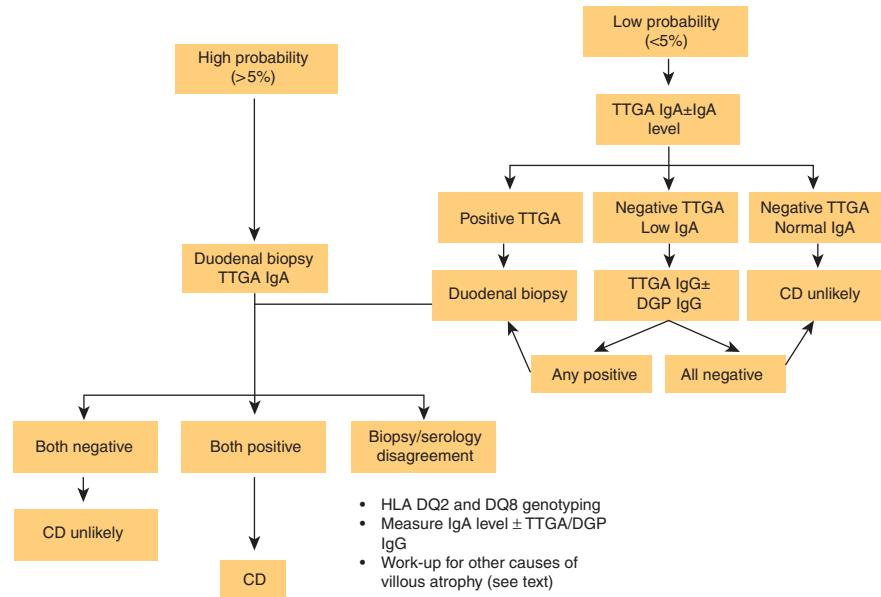 Low probability
(<5%)
High probability
(>5%)
TTGA IgA±IgA
level
Positive TTGA
Negative TTGA
Low IgA
Negative TTGA
Normal IgA
Duodenal biopsy
TTGA IgA
Duodenal biopsy
TTGA IgG±
DGP IgG
CD unlikely
Any positive
All negative
Both negative
Both positive
Biopsy/serology
disagreement
CD unlikely
CD
• HLA DQ2 and DQ8 genotyping
• Measure IgA level ± TTGA/DGP
IgG
• Work-up for other causes of
villous atrophy (see text)